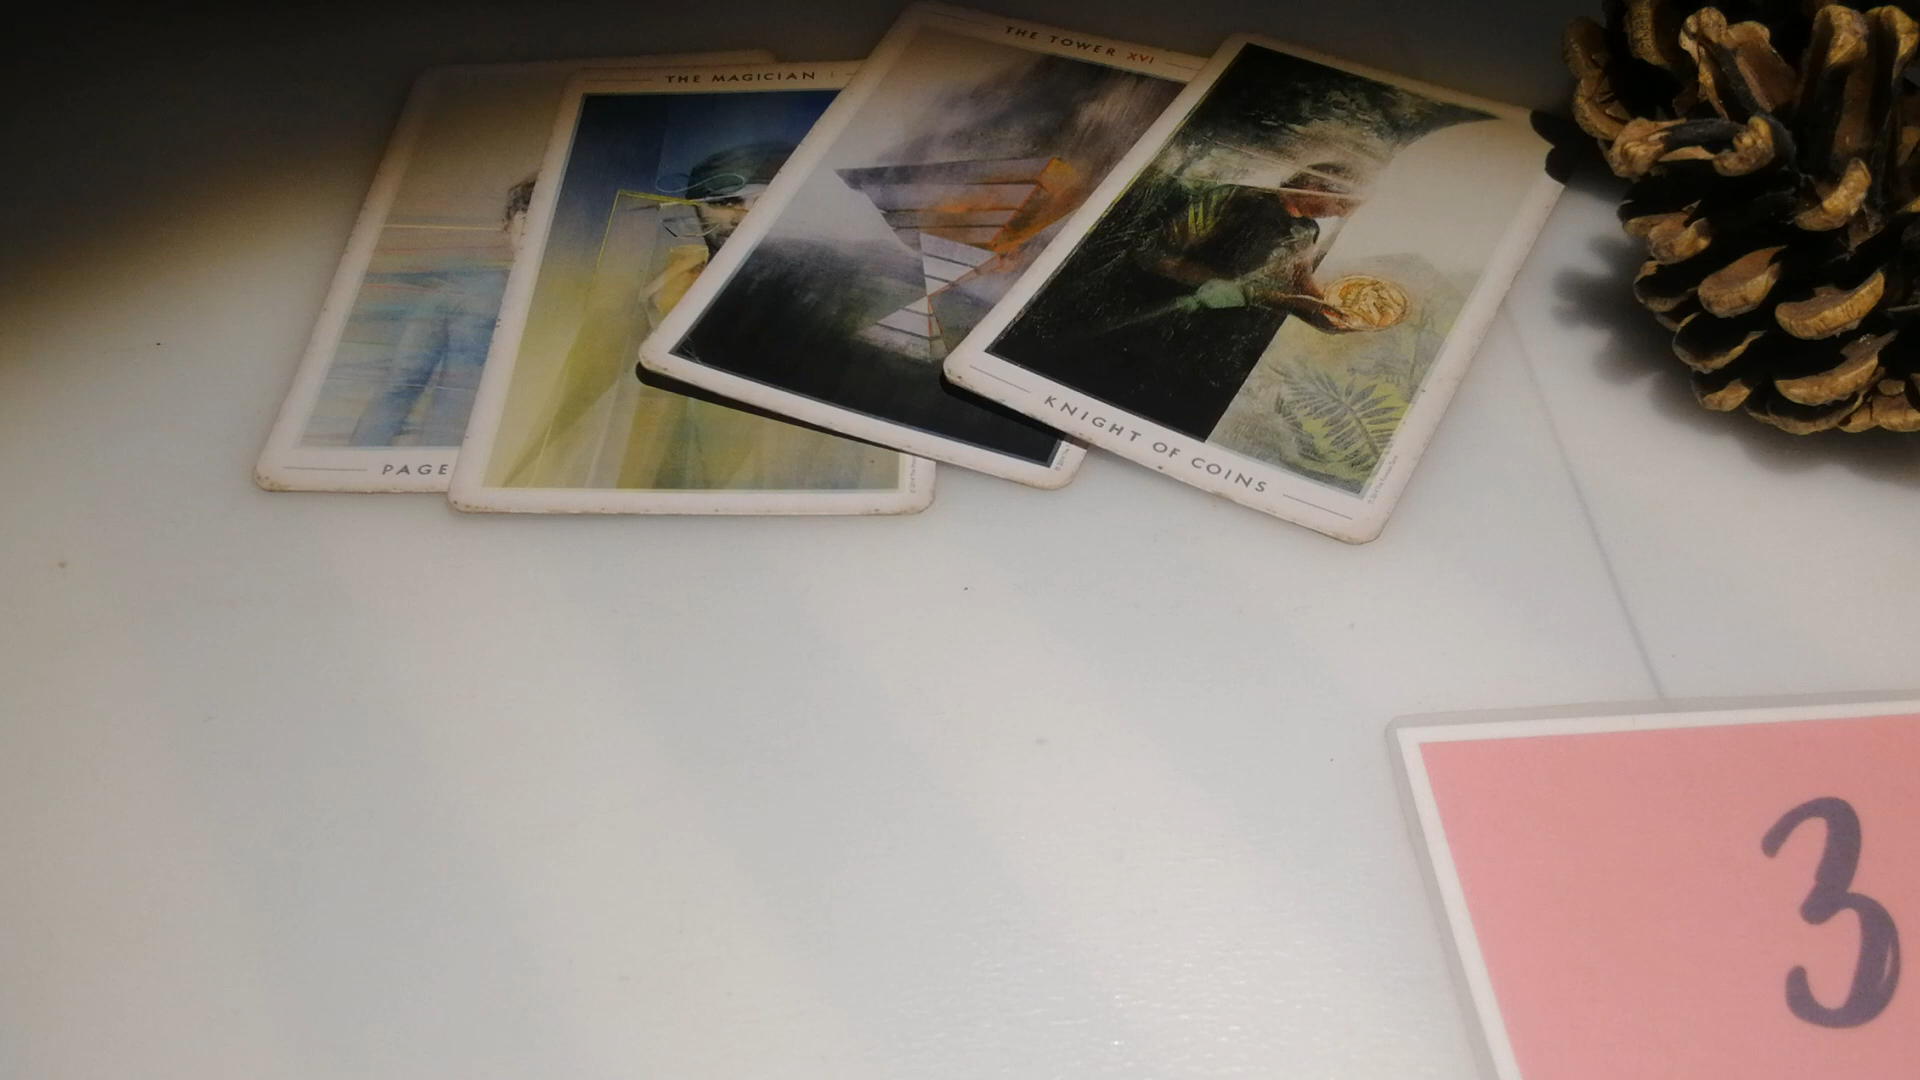 THE MAGICIAN I
THE TOWER XVI
PAGE
KNIGHT OF COINS
3